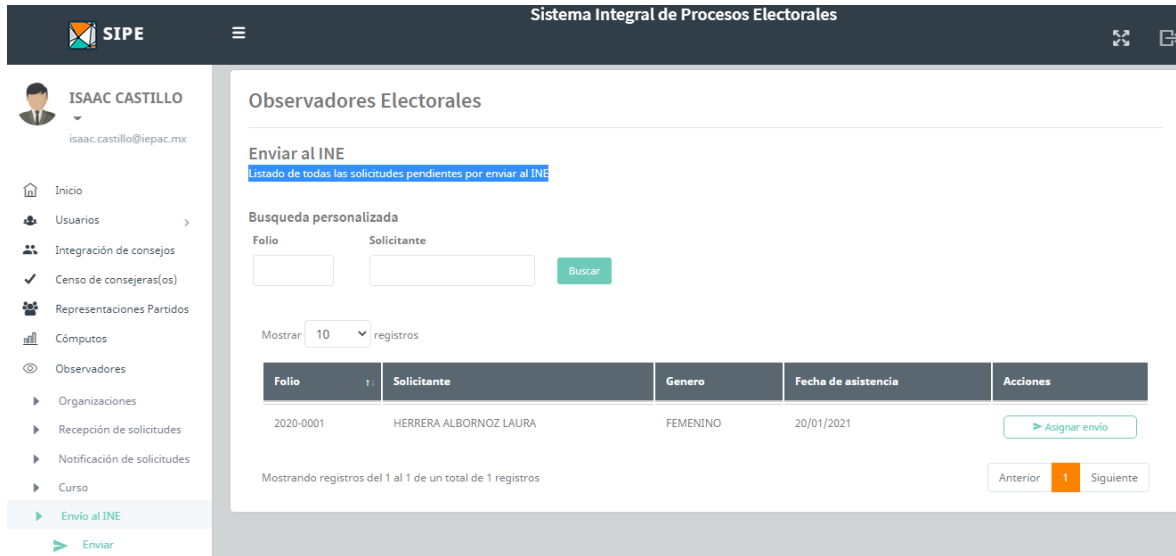 Sistema Integral de Procesos Electorales
SIPE
ISAAC CASTILLO
isaac.castillo@iepac.mx
Inicio
Usuarios
Integración de consejos
Censo de consejeras(os)
Representaciones Partidos
Cómputos
Observadores
Organizaciones
Recepción de solicitudes
Notificación de solicitudes
Curso
Envío al INE
Enviar
Observadores Electorales
Enviar al INE
Listado de todas las solicitudes pendientes por enviar al INE
Busqueda personalizada
Folio Solicitante
Buscar
Mostrar 10 registros
Folio Solicitante Genero Fecha de asistencia Acciones
2020-0001 HERRERA ALBORNOZ LAURA FEMENINO 20/01/2021 Asignar envío
Mostrando registros del 1 al 1 de un total de 1 registros
Anterior 1 Siguiente